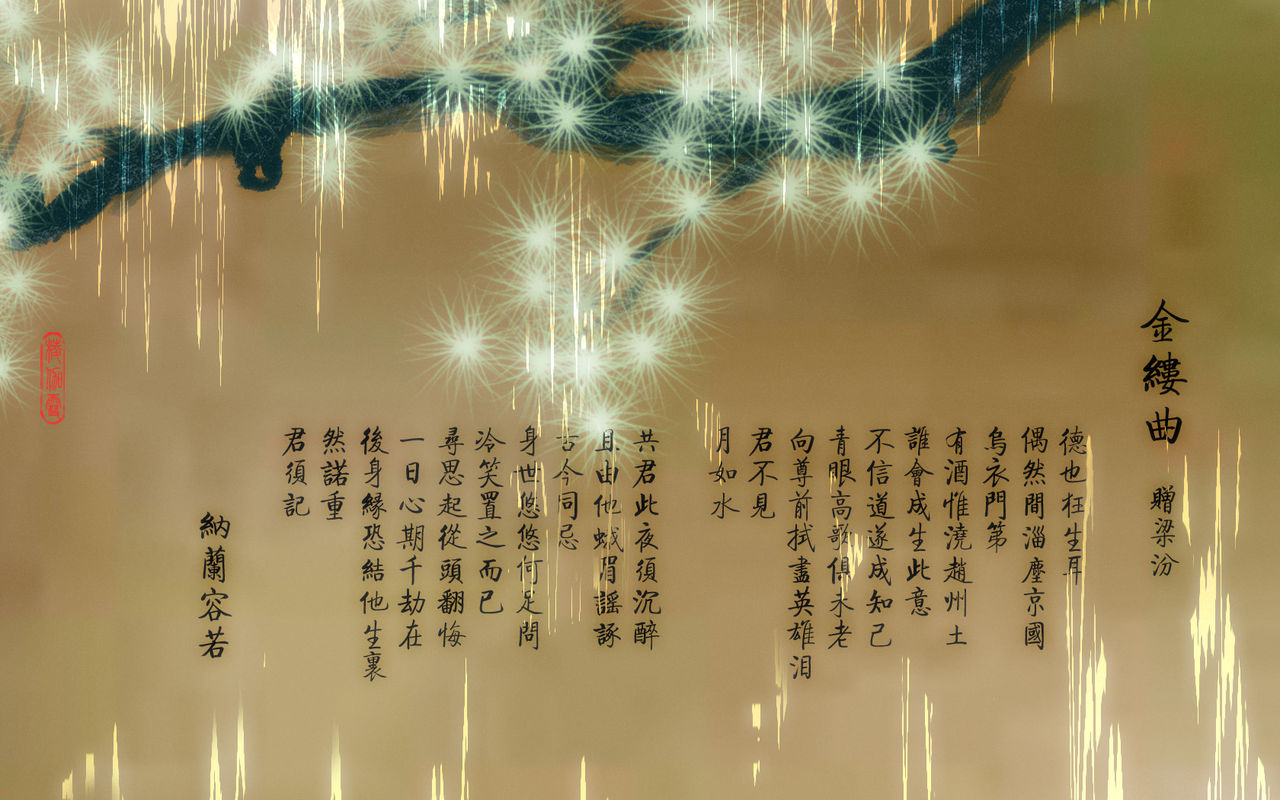 金縷曲
贈梁汾
德也枉生耳
偶然間淄塵京國
烏衣門第
有酒惟澆趙州土
誰會成生此意
不信道遂成知己
青眼高歌俱未老
向尊前拭盡英雄淚
君不見
月如水
共君此夜須沉醉
且由他蛾眉謠諑
古今同忌
身世悠悠何足問
冷笑置之而已
尋思起從頭翻悔
一日心期千劫在
後身緣恐結他生裏
然諾重
君須記
納蘭容若